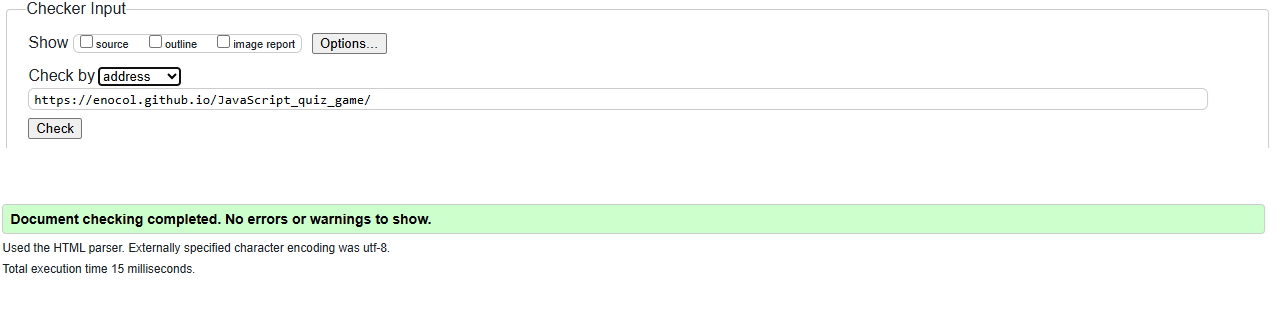 Checker Input
Show source outline image report Options...
Check by address
https://enocol.github.io/JavaScript_quiz_game/
Check
Document checking completed. No errors or warnings to show.
Used the HTML parser. Externally specified character encoding was utf-8.
Total execution time 15 milliseconds.